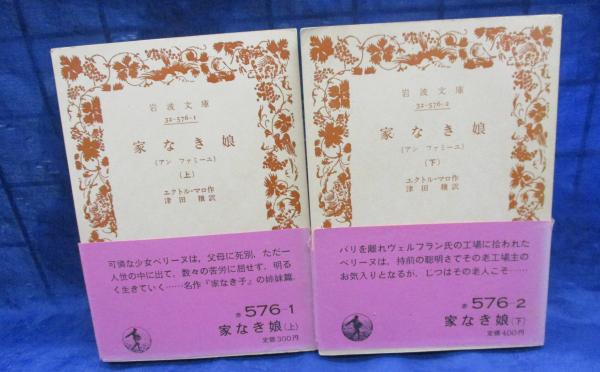 岩波文庫
32-576-1
家なき娘
(アン ファミーユ)
(上)
エクトル・マロ作
津田 穣訳
可憐な少女ペリーヌは，父母に死別，ただ一
人世の中に出て，数々の苦労に屈せず，明る
く生きていく……名作『家なき子』の姉妹篇.
赤 576-1
家なき娘(上)
定価300円
岩波文庫
32-576-2
家なき娘
(アン ファミーユ)
(下)
エクトル・マロ作
津田 穣訳
パリを離れヴェルフラン氏の工場に拾われた
ペリーヌは，持前の聡明さでその老工場主の
お気入りとなるが，じつはその老人こそ……
赤 576-2
家なき娘(下)
定価400円